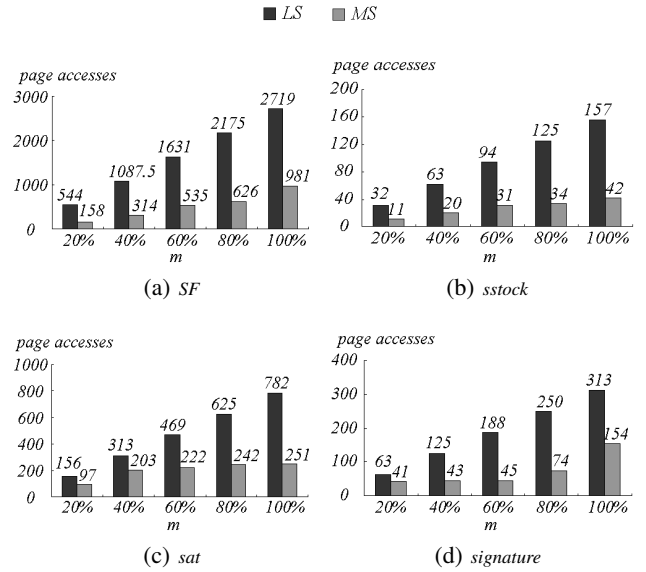 LS MS
page accesses
3000
2000
1000
0
544 158 1087.5 314 1631 535 2175 626 2719 981
20% 40% 60% 80% 100%
m
(a) SF
page accesses
200
160
120
80
40
0
32 11 63 20 94 31 125 34 157 42
20% 40% 60% 80% 100%
m
(b) sstock
page accesses
1000
800
600
400
200
0
156 97 313 203 469 222 625 242 782 251
20% 40% 60% 80% 100%
m
(c) sat
page accesses
400
300
200
100
0
63 41 125 43 188 45 250 74 313 154
20% 40% 60% 80% 100%
m
(d) signature